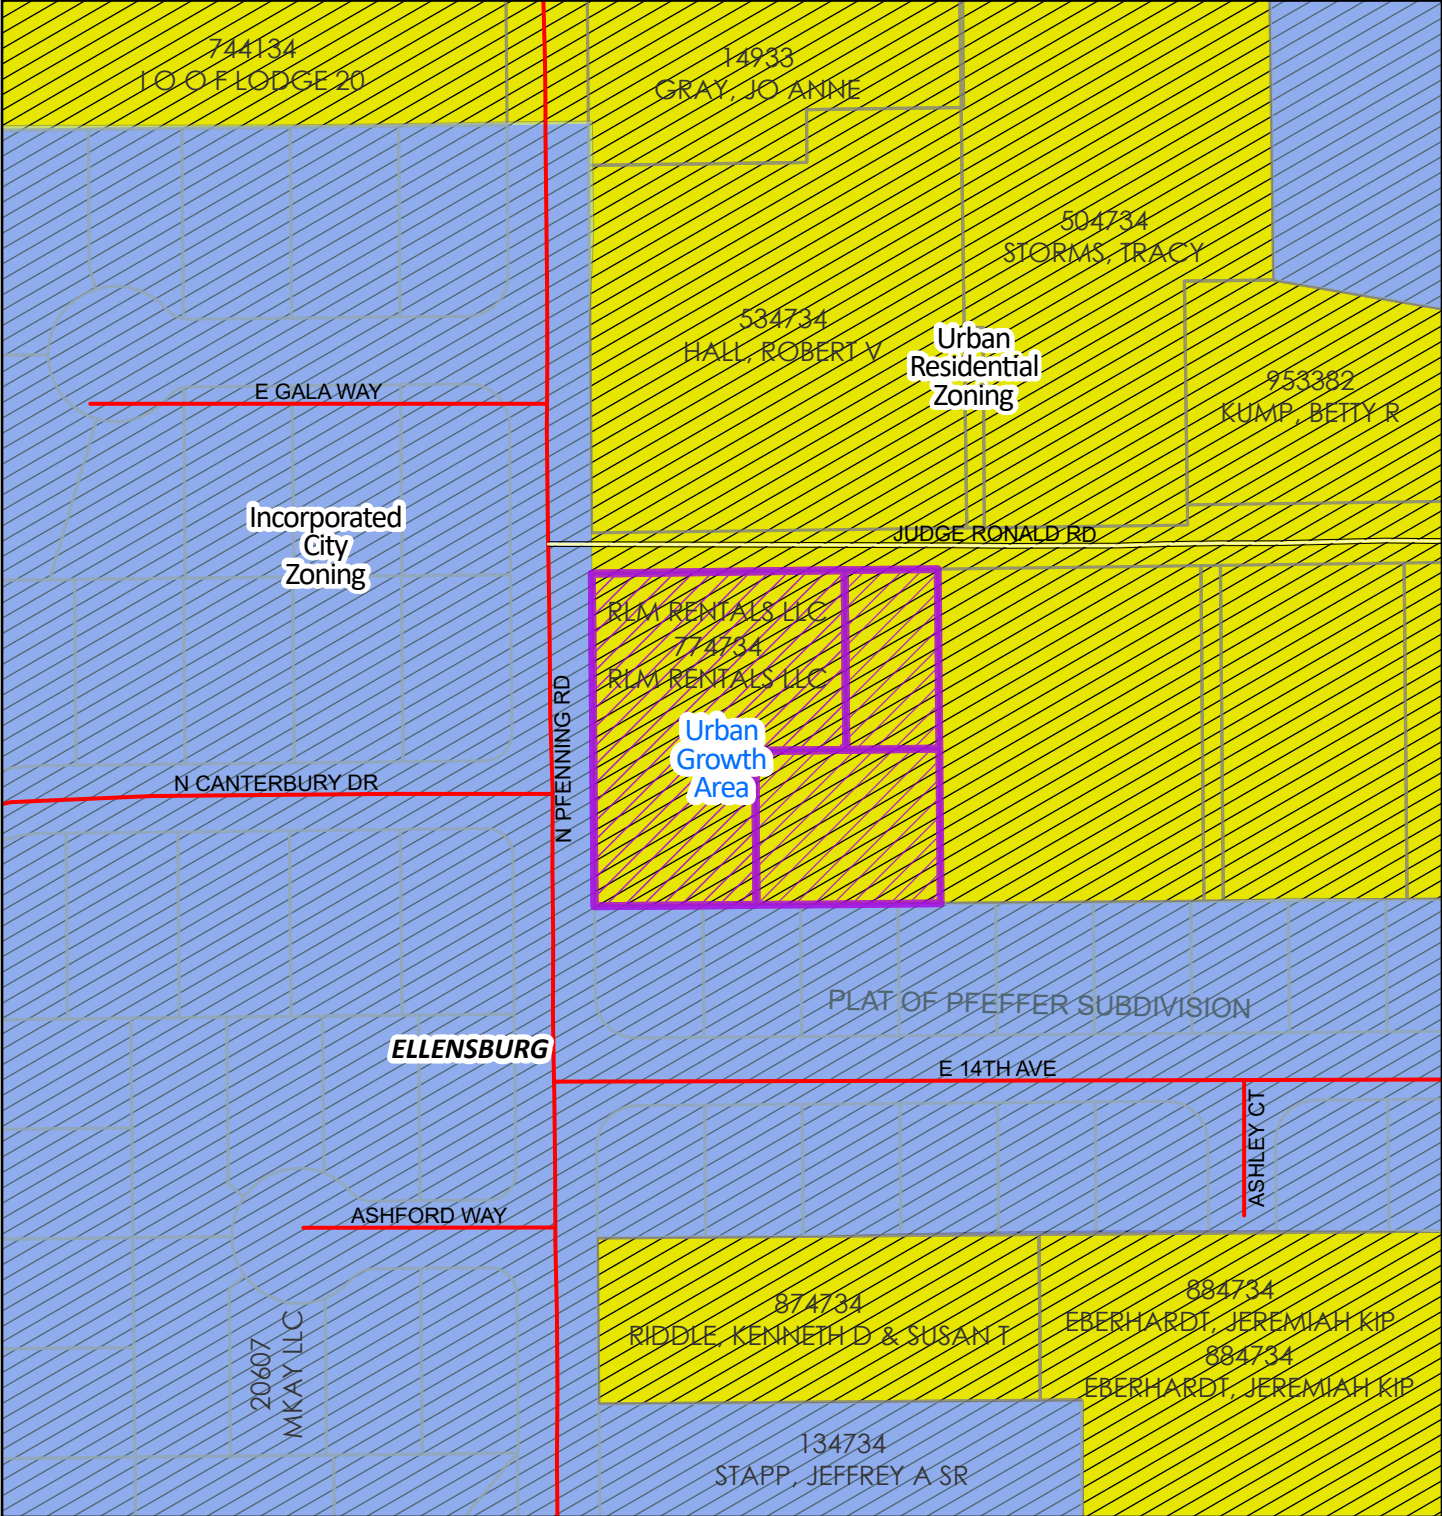 744134
I O O F LODGE 20
14933
GRAY, JO ANNE
504734
STORMS, TRACY
534734
HALL, ROBERT V
Urban
Residential
Zoning
953382
KUMP, BETTY R
E GALA WAY
Incorporated
City
Zoning
JUDGE RONALD RD
RLM RENTALS LLC
774734
RLM RENTALS LLC
N PFENNING RD
Urban
Growth
Area
N CANTERBURY DR
PLAT OF PFEFFER SUBDIVISION
ELLENSBURG
E 14TH AVE
ASHLEY CT
ASHFORD WAY
874734
RIDDLE, KENNETH D & SUSAN T
884734
EBERHARDT, JEREMIAH KIP
884734
EBERHARDT, JEREMIAH KIP
20607
MKAY LLC
134734
STAPP, JEFFREY A SR